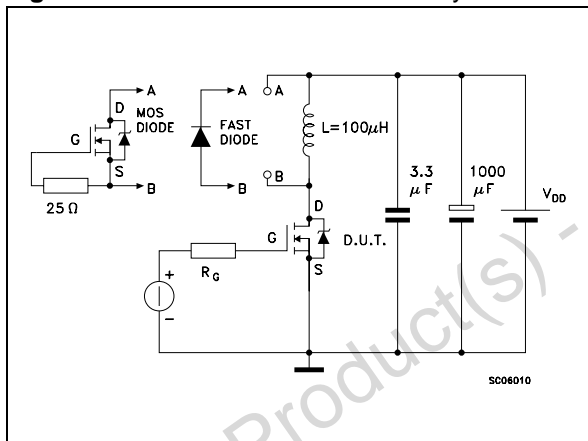 A
A
A
A
D
MOS
DIODE
G
S
B
25 Ω
FAST
DIODE
B
B
L=100μH
D
G
D.U.T.
S
RG
+
-
3.3
μF
1000
μF
VDD
SC06010
Product(s) -